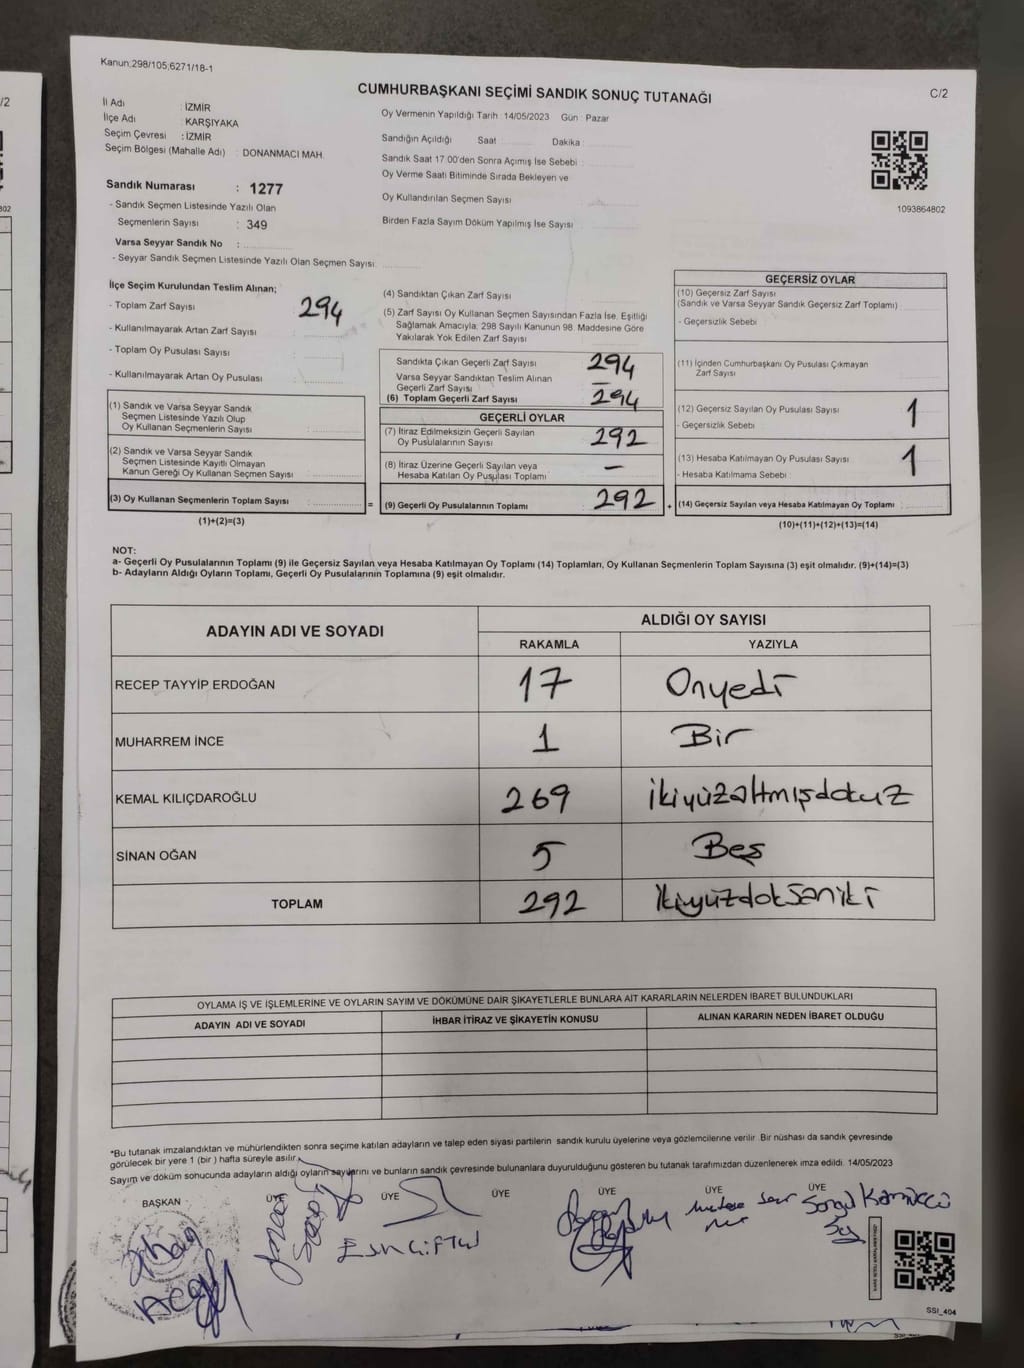 Kanun:298/105;6271/18-1
CUMHURBAŞKANI SEÇİMİ SANDIK SONUÇ TUTANAĞI
C/2
İl Adı : İZMİR
İlçe Adı : KARŞIYAKA
Seçim Çevresi : İZMİR
Seçim Bölgesi (Mahalle Adı) : DONANMACI MAH.
Sandık Numarası : 1277
- Sandık Seçmen Listesinde Yazılı Olan
Seçmenlerin Sayısı : 349
Varsa Seyyar Sandık No :
- Seyyar Sandık Seçmen Listesinde Yazılı Olan Seçmen Sayısı:
Oy Vermenin Yapıldığı Tarih : 14/05/2023 Gün : Pazar
Sandığın Açıldığı Saat Dakika :
Sandık Saat 17.00'den Sonra Açımış İse Sebebi :
Oy Verme Saati Bitiminde Sırada Bekleyen ve
Oy Kullandırılan Seçmen Sayısı
Birden Fazla Sayım Döküm Yapılmış İse Sayısı :
1093864802
İlçe Seçim Kurulundan Teslim Alınan;
- Toplam Zarf Sayısı : 294
- Kullanılmayarak Artan Zarf Sayısı :
- Toplam Oy Pusulası Sayısı :
- Kullanılmayarak Artan Oy Pusulası :
(1) Sandık ve Varsa Seyyar Sandık
Seçmen Listesinde Yazılı Olup
Oy Kullanan Seçmenlerin Sayısı :
(2) Sandık ve Varsa Seyyar Sandık
Seçmen Listesinde Kayıtlı Olmayan
Kanun Gereği Oy Kullanan Seçmen Sayısı :
(3) Oy Kullanan Seçmenlerin Toplam Sayısı : =
(1)+(2)=(3)
(4) Sandıktan Çıkan Zarf Sayısı
(5) Zarf Sayısı Oy Kullanan Seçmen Sayısından Fazla İse, Eşitliği
Sağlamak Amacıyla; 298 Sayılı Kanunun 98. Maddesine Göre
Yakılarak Yok Edilen Zarf Sayısı
Sandıkta Çıkan Geçerli Zarf Sayısı 294
Varsa Seyyar Sandıktan Teslim Alınan
Geçerli Zarf Sayısı —
(6) Toplam Geçerli Zarf Sayısı 294
GEÇERLİ OYLAR
(7) İtiraz Edilmeksizin Geçerli Sayılan
Oy Pusulalarının Sayısı 292
(8) İtiraz Üzerine Geçerli Sayılan veya
Hesaba Katılan Oy Pusulası Toplamı —
(9) Geçerli Oy Pusulalarının Toplamı 292 +
GEÇERSİZ OYLAR
(10) Geçersiz Zarf Sayısı
(Sandık ve Varsa Seyyar Sandık Geçersiz Zarf Toplamı)
- Geçersizlik Sebebi
(11) İçinden Cumhurbaşkanı Oy Pusulası Çıkmayan
Zarf Sayısı
(12) Geçersiz Sayılan Oy Pusulası Sayısı 1
- Geçersizlik Sebebi
(13) Hesaba Katılmayan Oy Pusulası Sayısı 1
- Hesaba Katılmama Sebebi
(14) Geçersiz Sayılan veya Hesaba Katılmayan Oy Toplamı
(10)+(11)+(12)+(13)=(14)
NOT:
a- Geçerli Oy Pusulalarının Toplamı (9) ile Geçersiz Sayılan veya Hesaba Katılmayan Oy Toplamı (14) Toplamları, Oy Kullanan Seçmenlerin Toplam Sayısına (3) eşit olmalıdır. (9)+(14)=(3)
b- Adayların Aldığı Oyların Toplamı, Geçerli Oy Pusulalarının Toplamına (9) eşit olmalıdır.
ADAYIN ADI VE SOYADI ALDIĞI OY SAYISI
RAKAMLA YAZIYLA
RECEP TAYYİP ERDOĞAN 17 Onyedi
MUHARREM İNCE 1 Bir
KEMAL KILIÇDAROĞLU 269 ikiyüzaltmışdokuz
SİNAN OĞAN 5 Beş
TOPLAM 292 İkiyüzdoksaniki
OYLAMA İŞ VE İŞLEMLERİNE VE OYLARIN SAYIM VE DÖKÜMÜNE DAİR ŞİKAYETLERLE BUNLARA AİT KARARLARIN NELERDEN İBARET BULUNDUKLARI
ADAYIN ADI VE SOYADI İHBAR İTİRAZ VE ŞİKAYETİN KONUSU ALINAN KARARIN NEDEN İBARET OLDUĞU
*Bu tutanak imzalandıktan ve mühürlendikten sonra seçime katılan adayların ve talep eden siyasi partilerin sandık kurulu üyelerine veya gözlemcilerine verilir. Bir nüshası da sandık çevresinde
görülecek bir yere 1 (bir) hafta süreyle asılır.
Sayım ve döküm sonucunda adayların aldığı oyların sayılarını ve bunların sandık çevresinde bulunanlara duyurulduğunu gösteren bu tutanak tarafımızdan düzenlenerek imza edildi. 14/05/2023
BAŞKAN ÜYE ÜYE ÜYE ÜYE ÜYE ÜYE
SSI_404